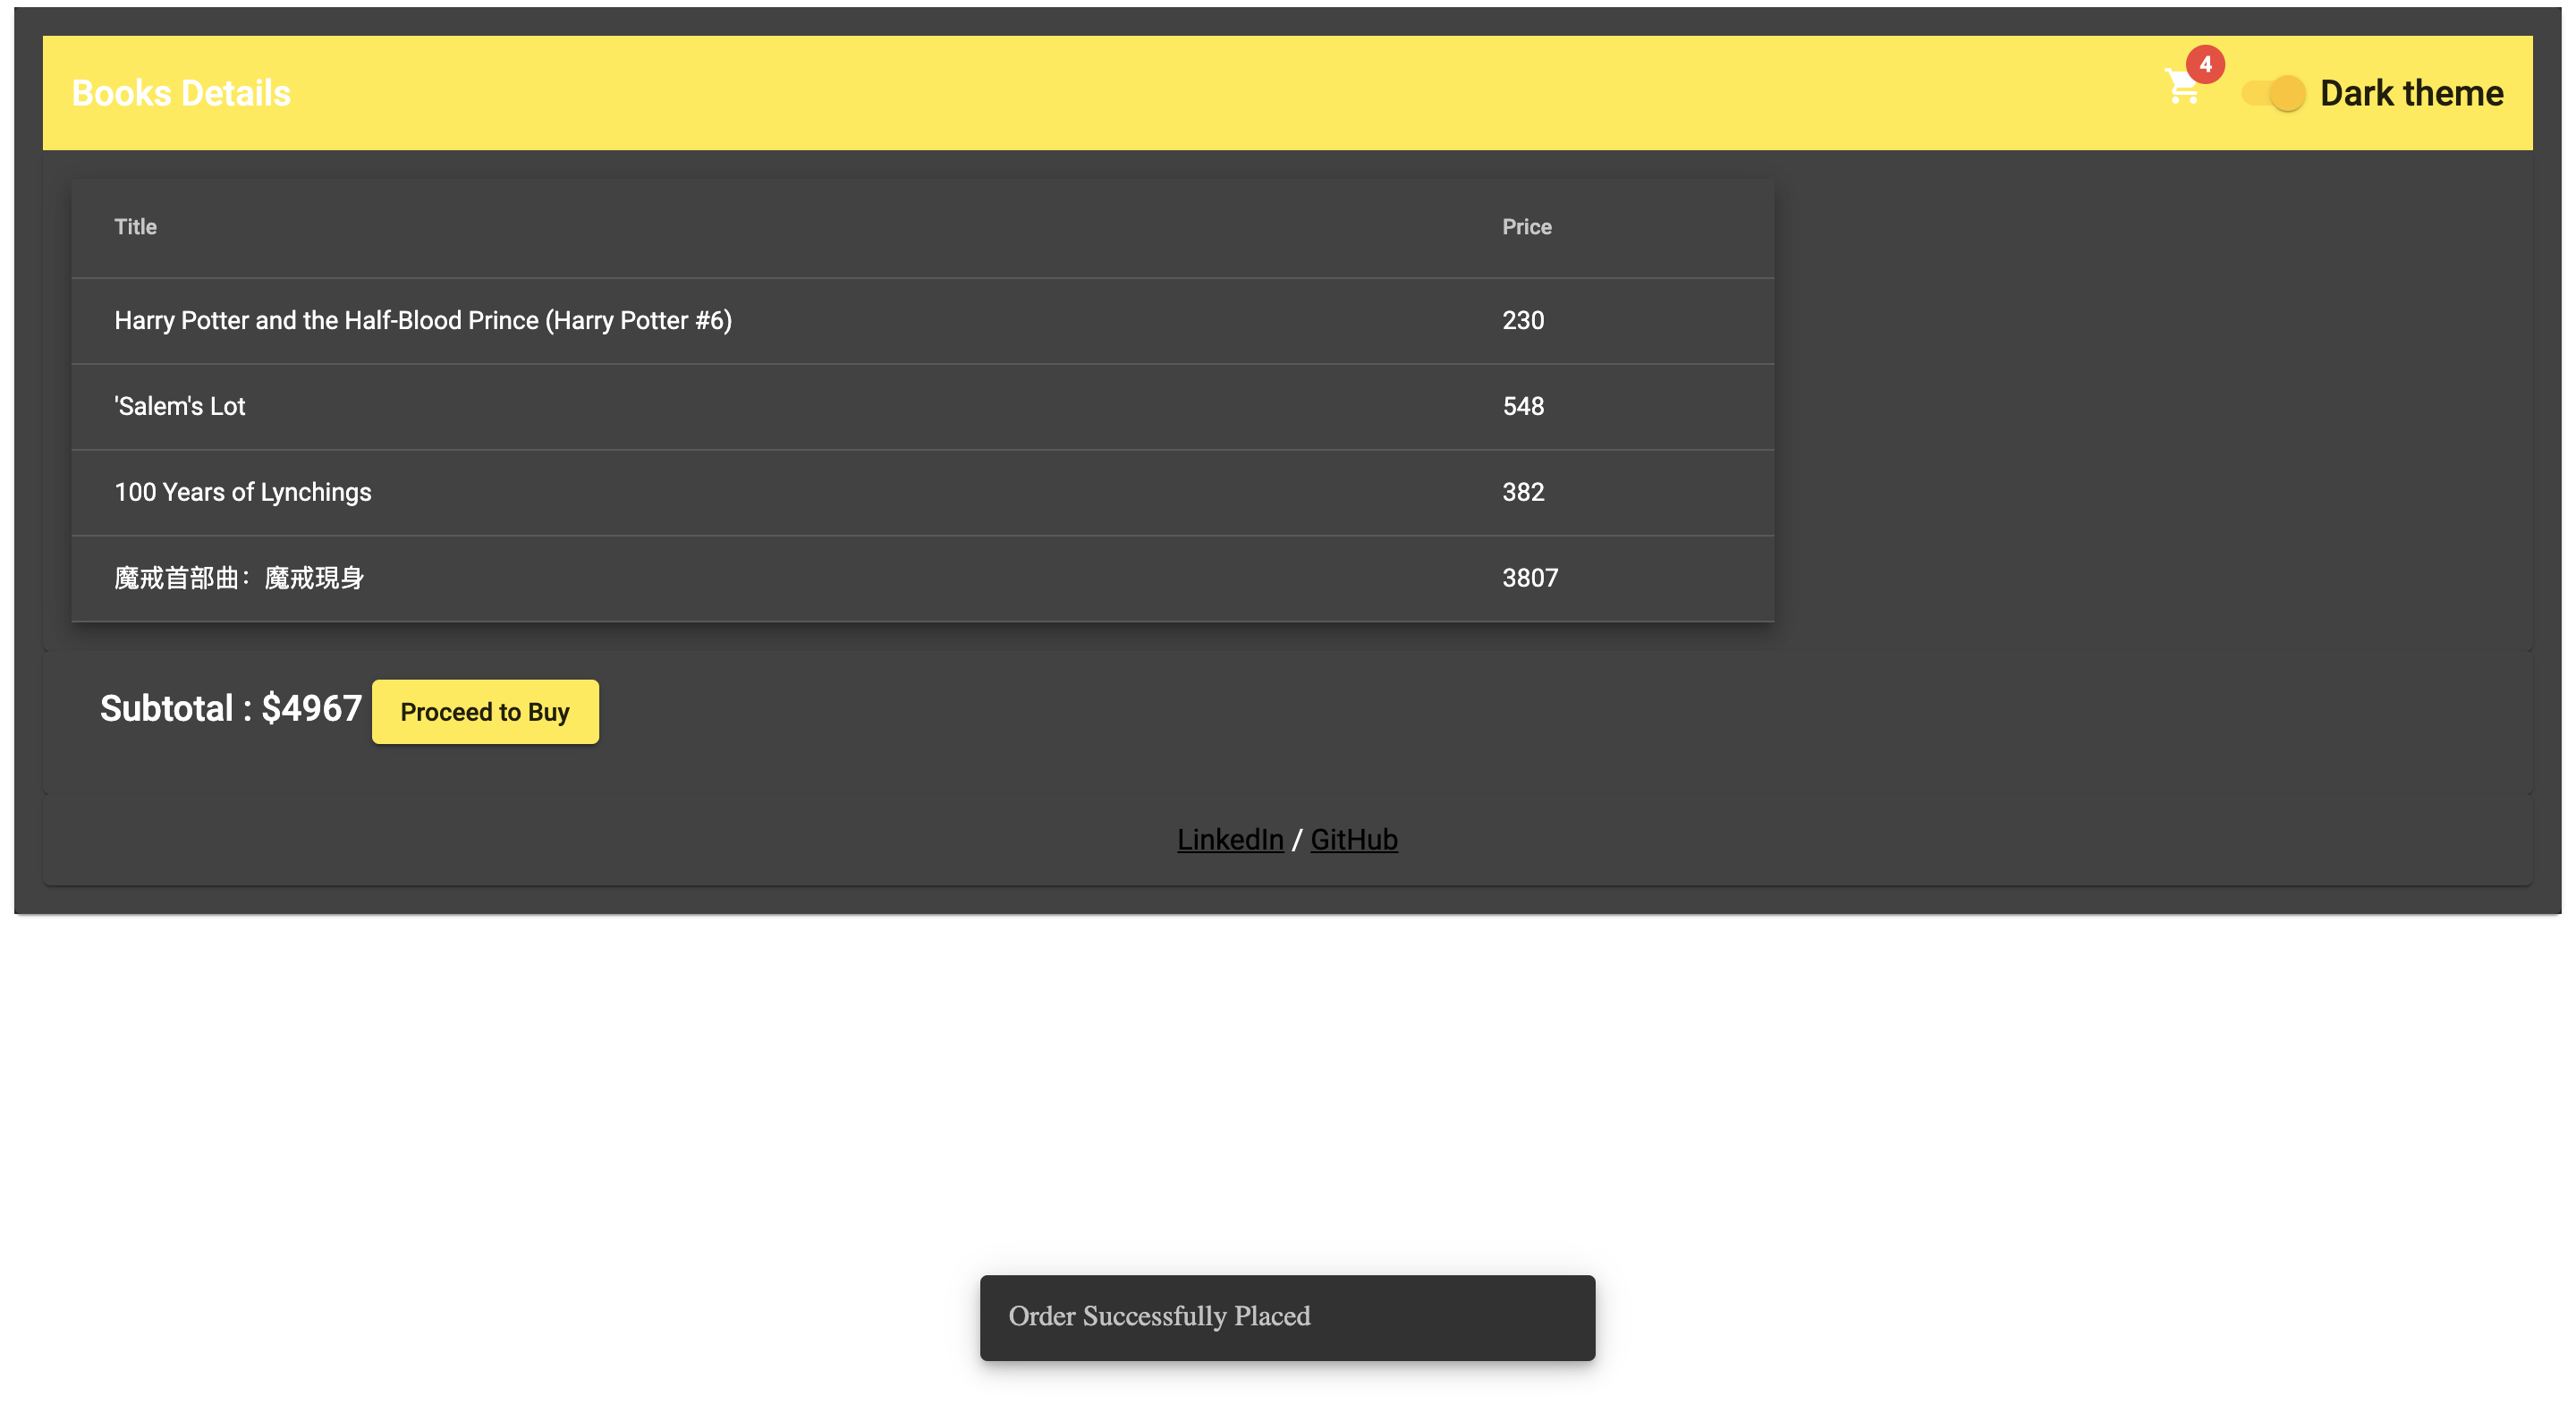 Books Details
4
Dark theme
Title Price
Harry Potter and the Half-Blood Prince (Harry Potter #6) 230
'Salem's Lot 548
100 Years of Lynchings 382
魔戒首部曲：魔戒現身 3807
Subtotal : $4967 Proceed to Buy
LinkedIn / GitHub
Order Successfully Placed